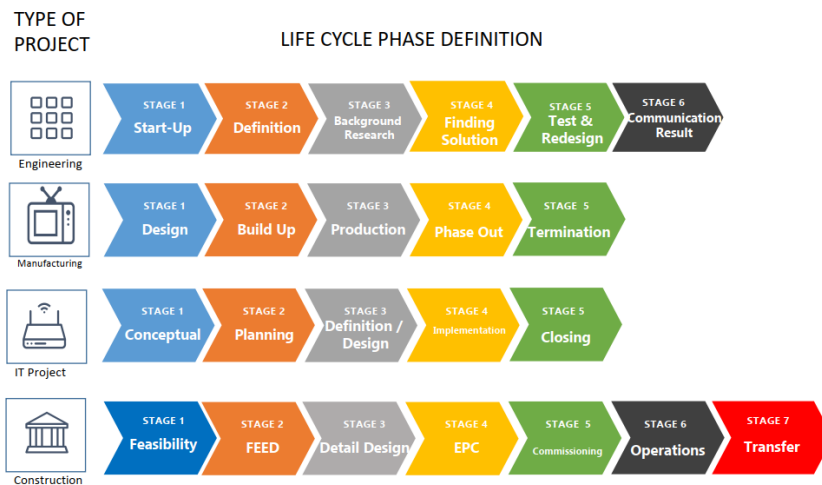 TYPE OF
PROJECT
LIFE CYCLE PHASE DEFINITION
Engineering
STAGE 1
Start-Up
STAGE 2
Definition
STAGE 3
Background
Research
STAGE 4
Finding
Solution
STAGE 5
Test &
Redesign
STAGE 6
Communication
Result
Manufacturing
STAGE 1
Design
STAGE 2
Build Up
STAGE 3
Production
STAGE 4
Phase Out
STAGE 5
Termination
IT Project
STAGE 1
Conceptual
STAGE 2
Planning
STAGE 3
Definition /
Design
STAGE 4
Implementation
STAGE 5
Closing
Construction
STAGE 1
Feasibility
STAGE 2
FEED
STAGE 3
Detail Design
STAGE 4
EPC
STAGE 5
Commissioning
STAGE 6
Operations
STAGE 7
Transfer